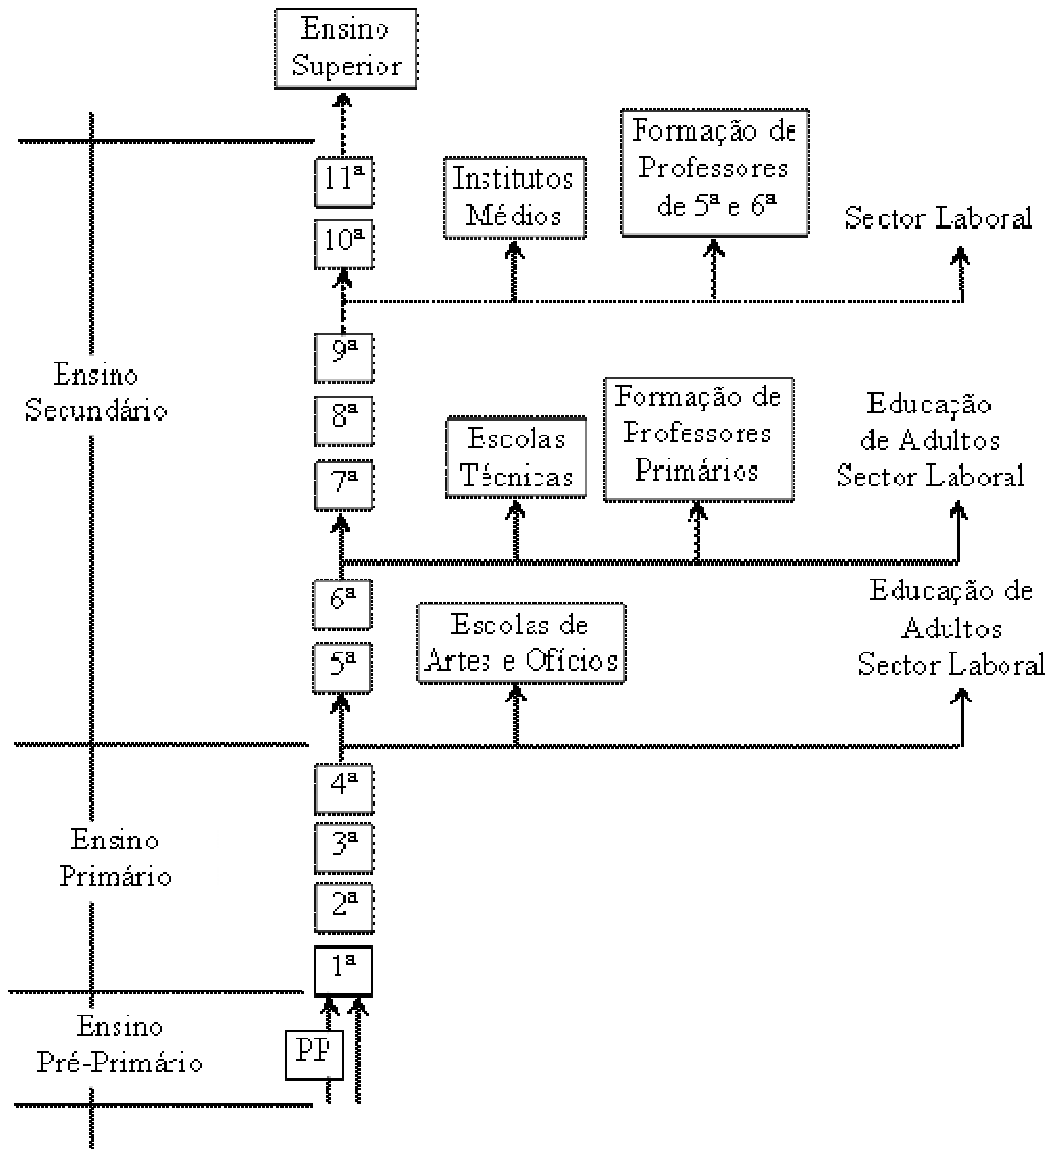 Ensino
Superior
11ª
10ª
Institutos
Médios
Formação de
Professores
de 5ª e 6ª
Sector Laboral
9ª
8ª
7ª
Ensino
Secundário
Escolas
Técnicas
Formação de
Professores
Primários
Educação
de Adultos
Sector Laboral
6ª
5ª
Escolas de
Artes e Ofícios
Educação de
Adultos
Sector Laboral
4ª
3ª
2ª
1ª
Ensino
Primário
Ensino
Pré-Primário
PP